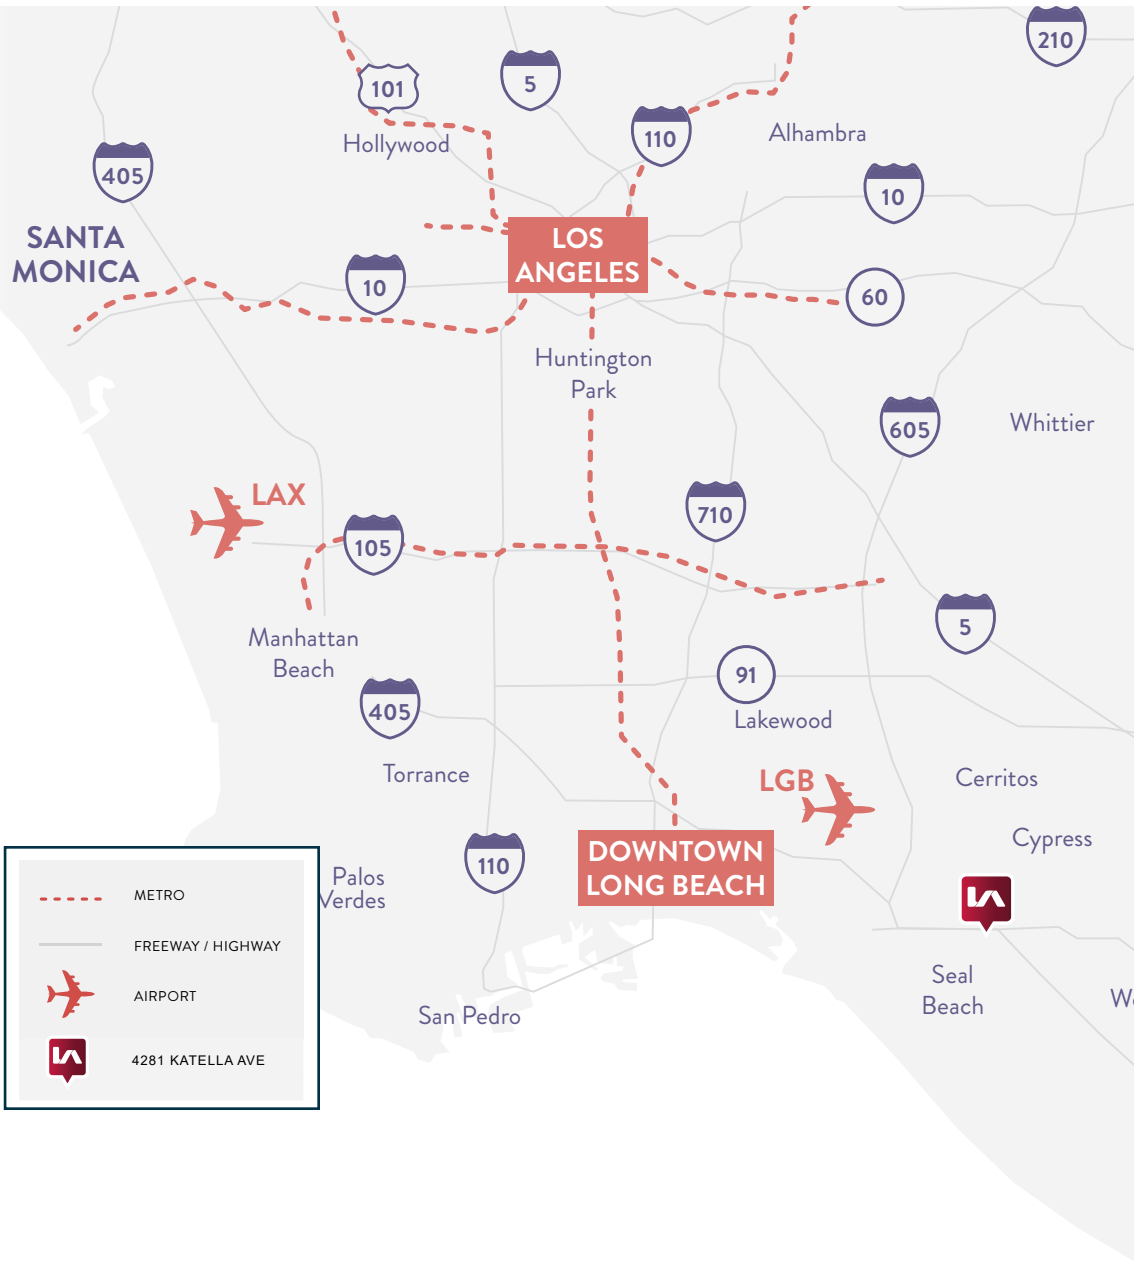 210
101
5
110
Alhambra
Hollywood
405
10
SANTA
MONICA
LOS
ANGELES
10
60
Huntington
Park
605
Whittier
LAX
710
105
5
Manhattan
Beach
91
405
Lakewood
Torrance
LGB
Cerritos
Cypress
DOWNTOWN
LONG BEACH
110
Palos
Verdes
Seal
Beach
San Pedro
METRO
FREEWAY / HIGHWAY
AIRPORT
4281 KATELLA AVE